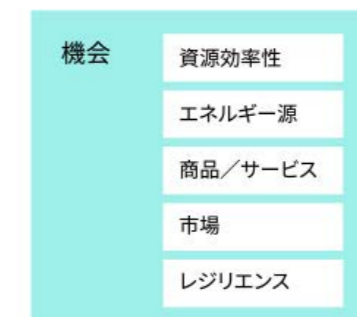 機会
資源効率性
エネルギー源
商品／サービス
市場
レジリエンス